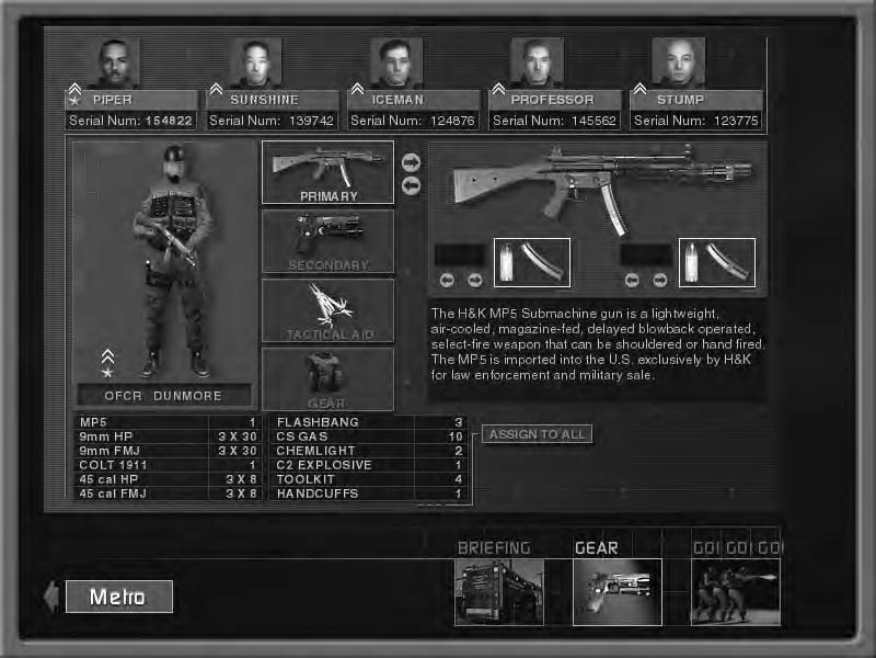 PIPER SUNSHINE ICEMAN PROFESSOR STUMP
Serial Num: 154822 Serial Num: 139742 Serial Num: 124876 Serial Num: 145562 Serial Num: 123775
PRIMARY
SECONDARY
TACTICAL AID
GEAR
OFCR DUNMORE
The H&K MP5 Submachine gun is a lightweight,
air-cooled, magazine-fed, delayed blowback operated,
select-fire weapon that can be shouldered or hand fired.
The MP5 is imported into the U.S. exclusively by H&K
for law enforcement and military sale.
MP5 1 FLASHBANG 3
9mm HP 3 X 30 CS GAS 10
9mm FMJ 3 X 30 CHEMLIGHT 2
COLT 1911 1 C2 EXPLOSIVE 1
45 cal HP 3 X 8 TOOLKIT 4
45 cal FMJ 3 X 8 HANDCUFFS 1
ASSIGN TO ALL
BRIEFING GEAR GO! GO! GO!
Metro